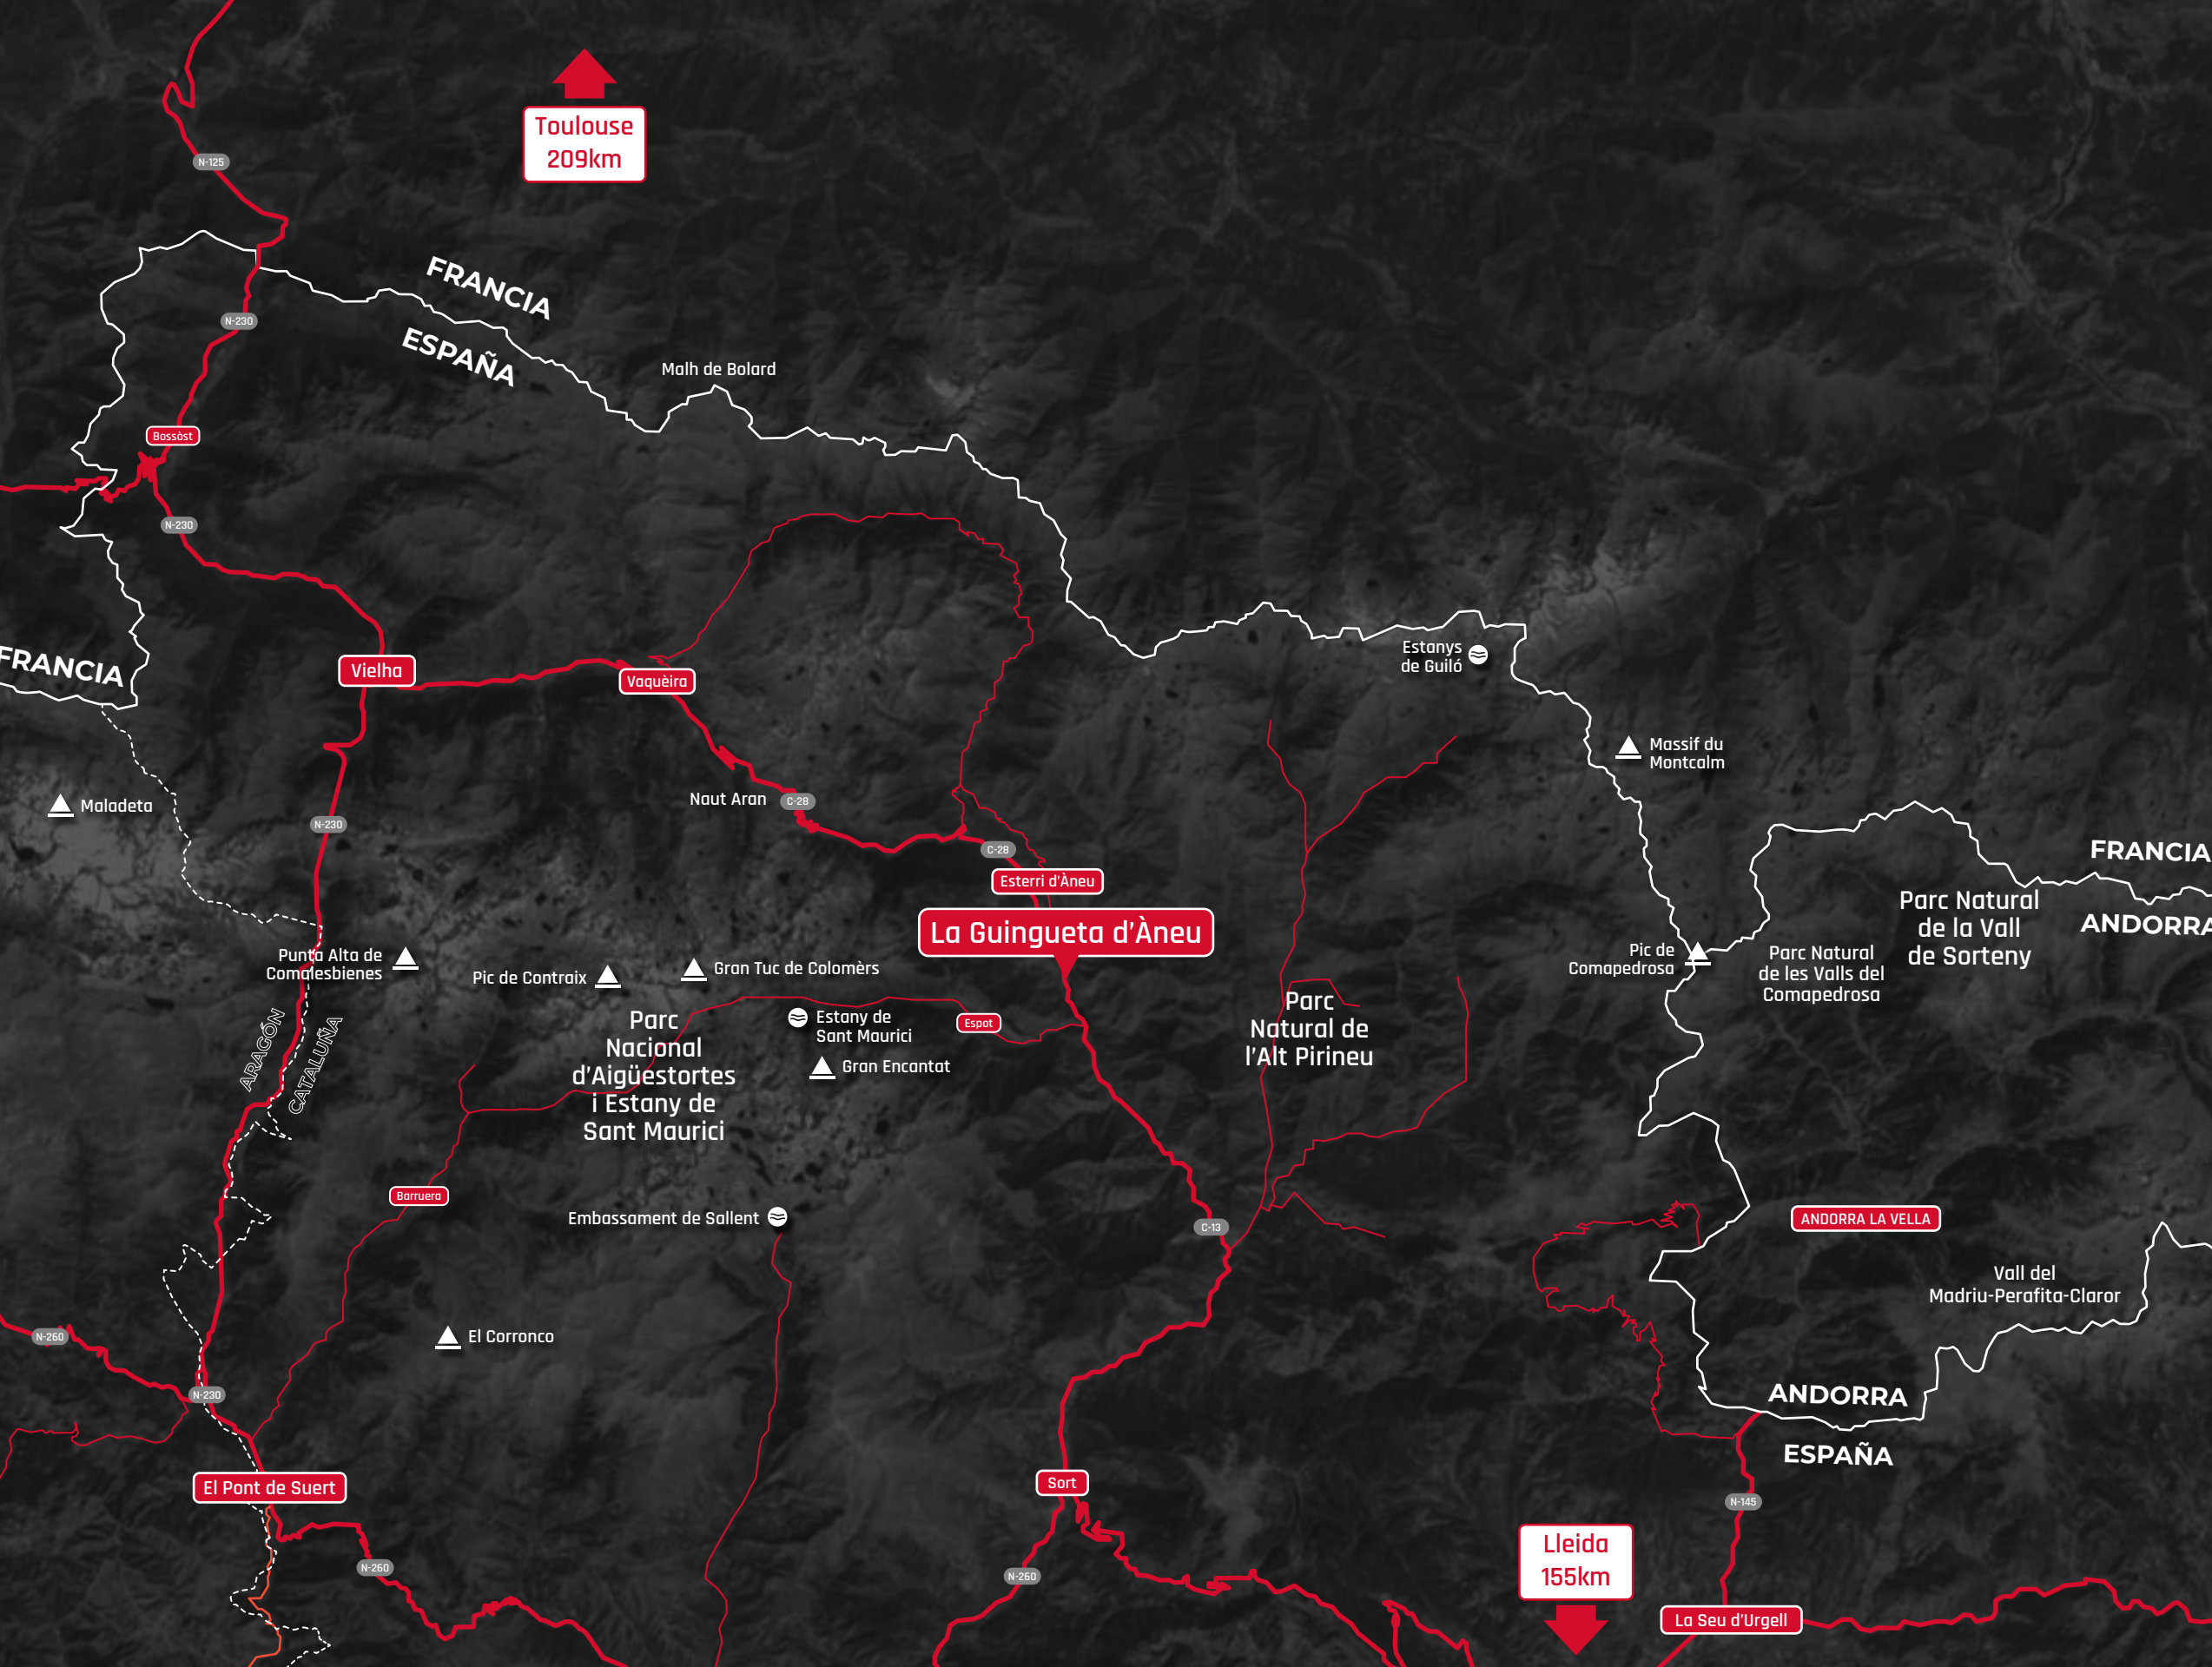 Toulouse
209km
N-125
FRANCIA
ESPAÑA
N-230
Malh de Bolard
Bossòst
N-230
FRANCIA
Vielha
Vaquèira
Estanys
de Guiló
Massif du
Montcalm
Maladeta
Naut Aran
C-28
N-230
C-28
Esterri d'Àneu
La Guingueta d'Àneu
FRANCIA
ANDORRA
Parc Natural
de la Vall
de Sorteny
Pic de
Comapedrosa
Parc Natural
de les Valls del
Comapedrosa
Punta Alta de
Comalesbienes
Pic de Contraix
Gran Tuc de Colomèrs
Estany de
Sant Maurici
Espot
Gran Encantat
Parc
Nacional
d'Aigüestortes
i Estany de
Sant Maurici
Parc
Natural de
l'Alt Pirineu
ARAGÓN
CATALUÑA
Barruera
Embassament de Sallent
C-13
ANDORRA LA VELLA
Vall del
Madriu-Perafita-Claror
N-260
El Corronco
N-230
ANDORRA
ESPAÑA
El Pont de Suert
Sort
N-145
N-260
N-260
Lleida
155km
La Seu d'Urgell